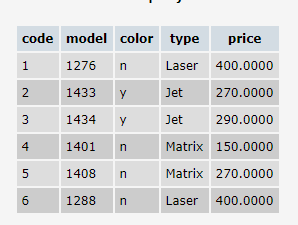 code model color type price
1 1276 n Laser 400.0000
2 1433 y Jet 270.0000
3 1434 y Jet 290.0000
4 1401 n Matrix 150.0000
5 1408 n Matrix 270.0000
6 1288 n Laser 400.0000